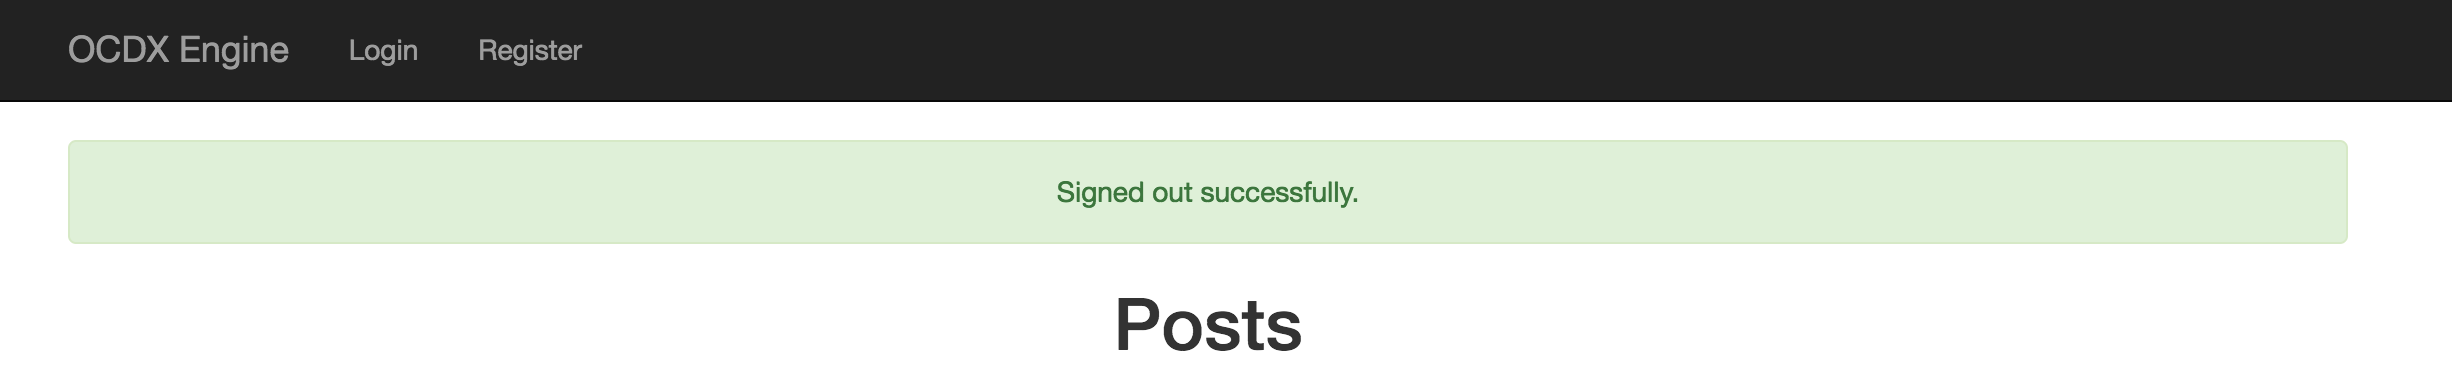 OCDX Engine Login Register
Signed out successfully.
Posts